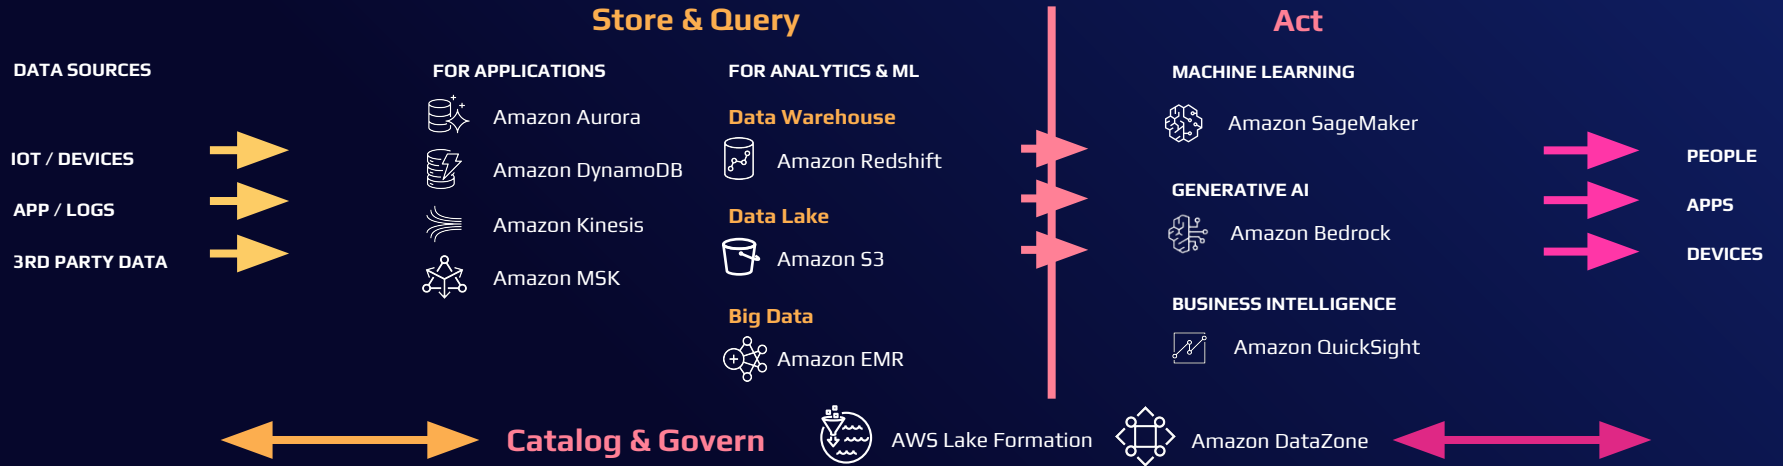 Store & Query
Act
DATA SOURCES
IOT / DEVICES
APP / LOGS
3RD PARTY DATA
FOR APPLICATIONS
Amazon Aurora
Amazon DynamoDB
Amazon Kinesis
Amazon MSK
FOR ANALYTICS & ML
Data Warehouse
Amazon Redshift
Data Lake
Amazon S3
Big Data
Amazon EMR
MACHINE LEARNING
Amazon SageMaker
GENERATIVE AI
Amazon Bedrock
BUSINESS INTELLIGENCE
Amazon QuickSight
PEOPLE
APPS
DEVICES
Catalog & Govern
AWS Lake Formation
Amazon DataZone